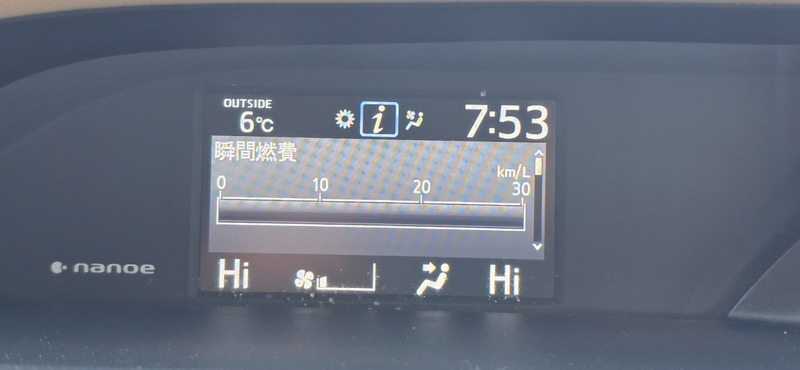 OUTSIDE
6℃
i
7:53
瞬間燃費
km/L
0 10 20 30
nanoe
Hi
Hi